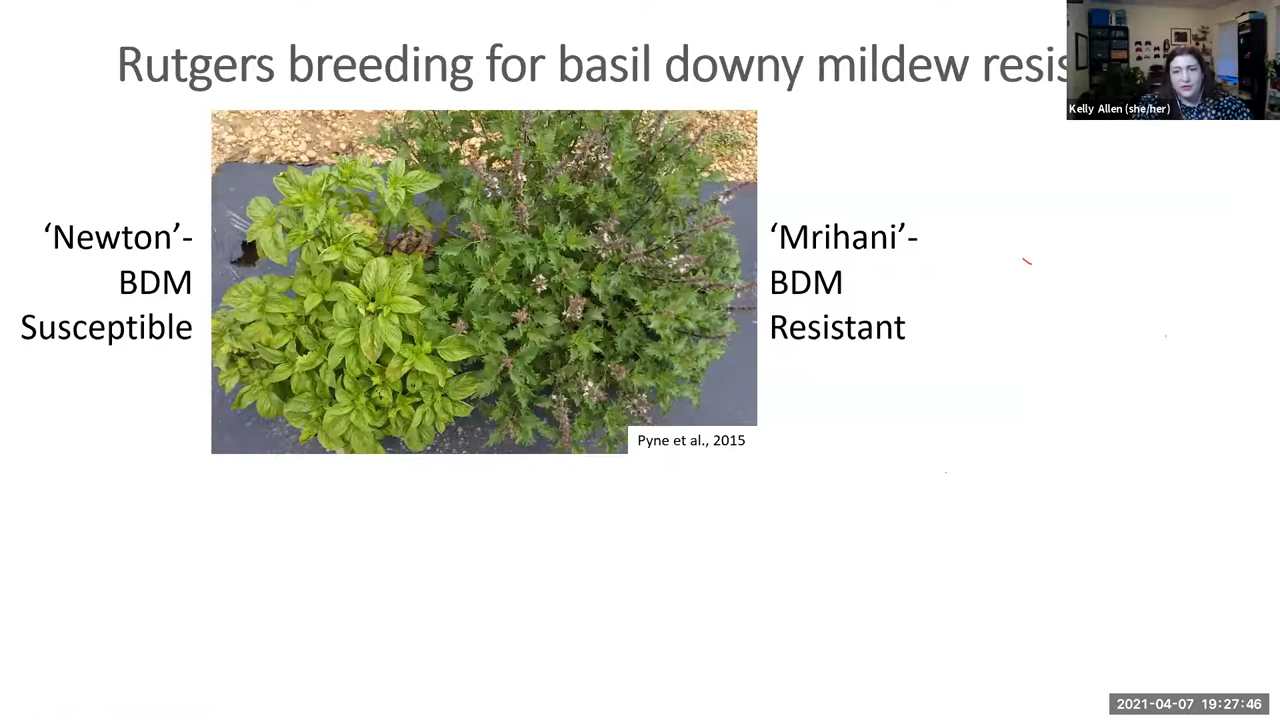 Rutgers breeding for basil downy mildew resis
Kelly Allen (she/her)
‘Newton’-
BDM
Susceptible
‘Mrihani’-
BDM
Resistant
Pyne et al., 2015
2021-04-07 19:27:46